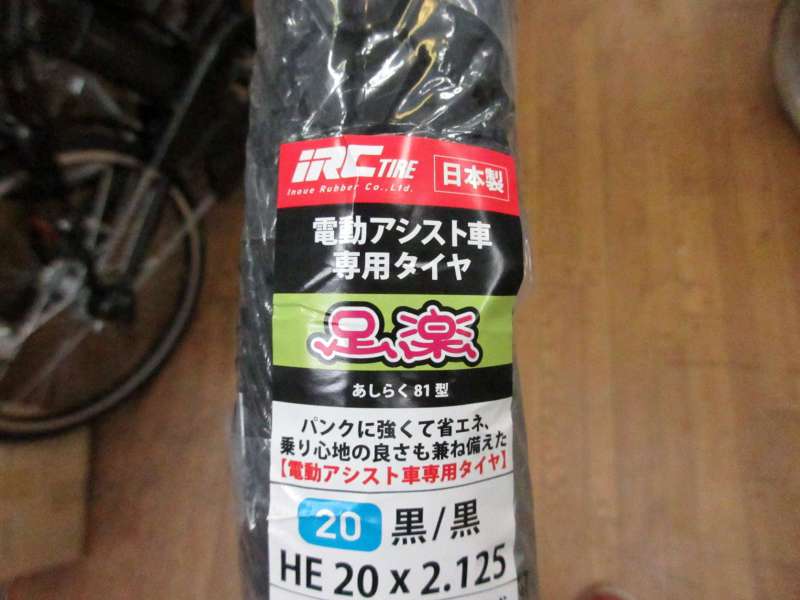 iRC TIRE 日本製
Inoue Rubber Co.,Ltd.
電動アシスト車
専用タイヤ
足楽
あしらく 81 型
パンクに強くて省エネ、
乗り心地の良さも兼ね備えた
【電動アシスト車専用タイヤ】
20 黒/黒
HE 20 x 2.125